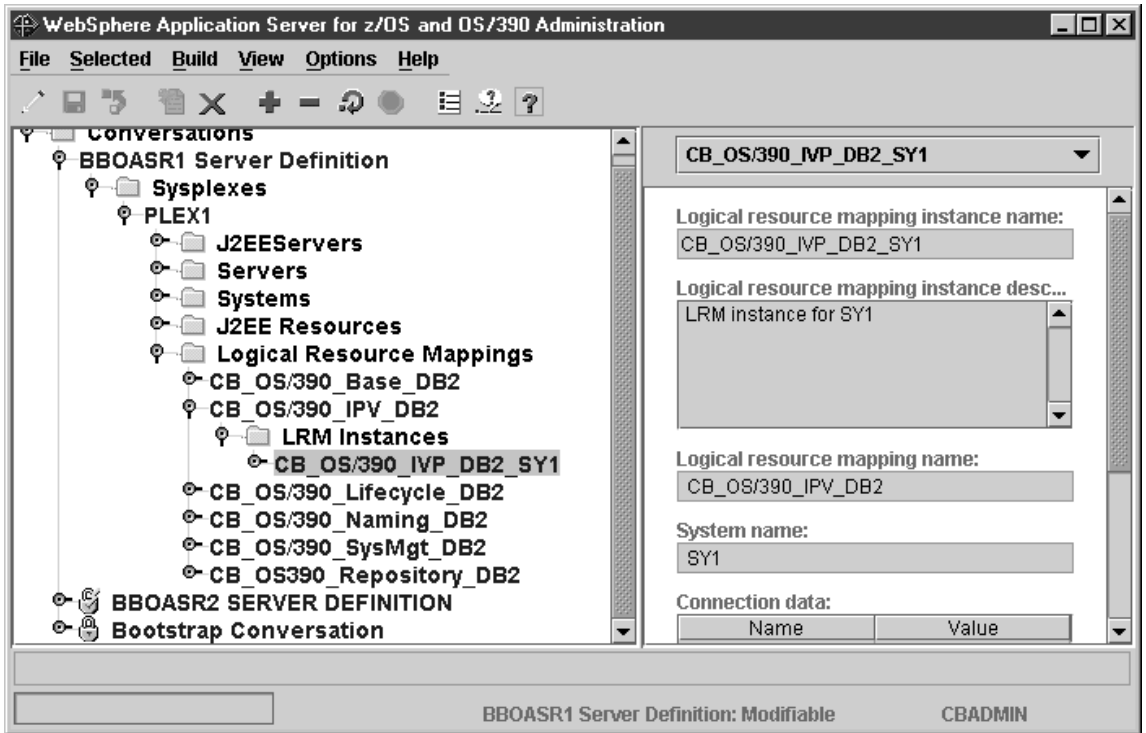 WebSphere Application Server for z/OS and OS/390 Administration
File Selected Build View Options Help
Conversations
BBOASR1 Server Definition
Sysplexes
PLEX1
J2EEServers
Servers
Systems
J2EE Resources
Logical Resource Mappings
CB_OS/390_Base_DB2
CB_OS/390_IPV_DB2
LRM Instances
CB_OS/390_IVP_DB2_SY1
CB_OS/390_Lifecycle_DB2
CB_OS/390_Naming_DB2
CB_OS/390_SysMgt_DB2
CB_OS390_Repository_DB2
BBOASR2 SERVER DEFINITION
Bootstrap Conversation
CB_OS/390_IVP_DB2_SY1
Logical resource mapping instance name:
CB_OS/390_IVP_DB2_SY1
Logical resource mapping instance desc...
LRM instance for SY1
Logical resource mapping name:
CB_OS/390_IPV_DB2
System name:
SY1
Connection data:
Name Value
BBOASR1 Server Definition: Modifiable CBADMIN